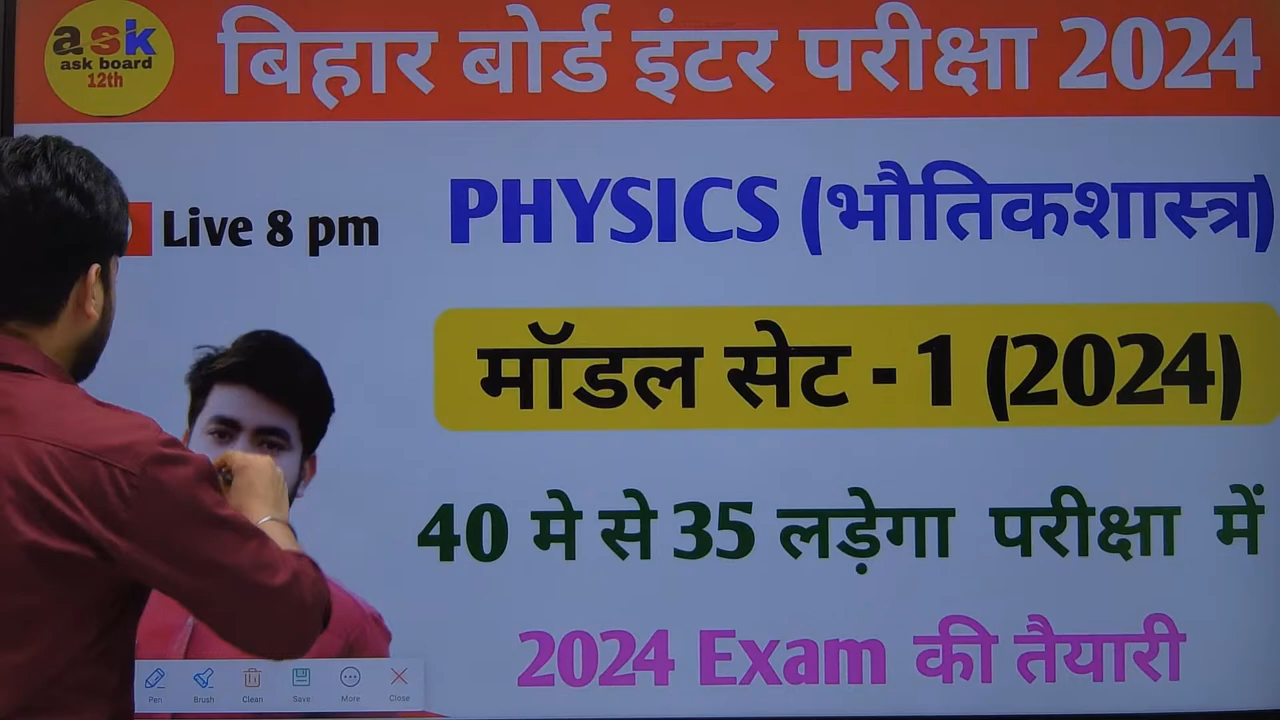 ask
ask board
12th
बिहार बोर्ड इंटर परीक्षा 2024
Live 8 pm
PHYSICS (भौतिकशास्त्र)
मॉडल सेट - 1 (2024)
40 मे से 35 लड़ेगा परीक्षा में
2024 Exam की तैयारी
Pen Brush Clean Save More Close